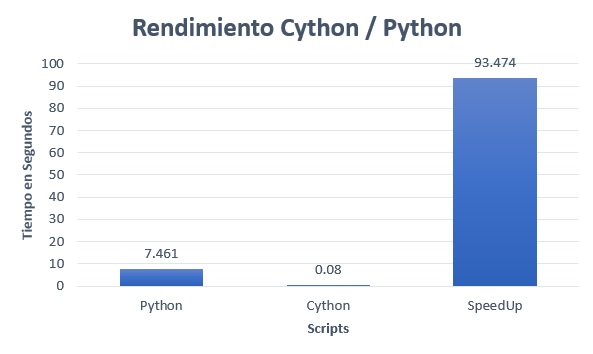 Rendimiento Cython / Python
Tiempo en Segundos
100
90
80
70
60
50
40
30
20
10
0
7.461
0.08
93.474
Python
Cython
SpeedUp
Scripts